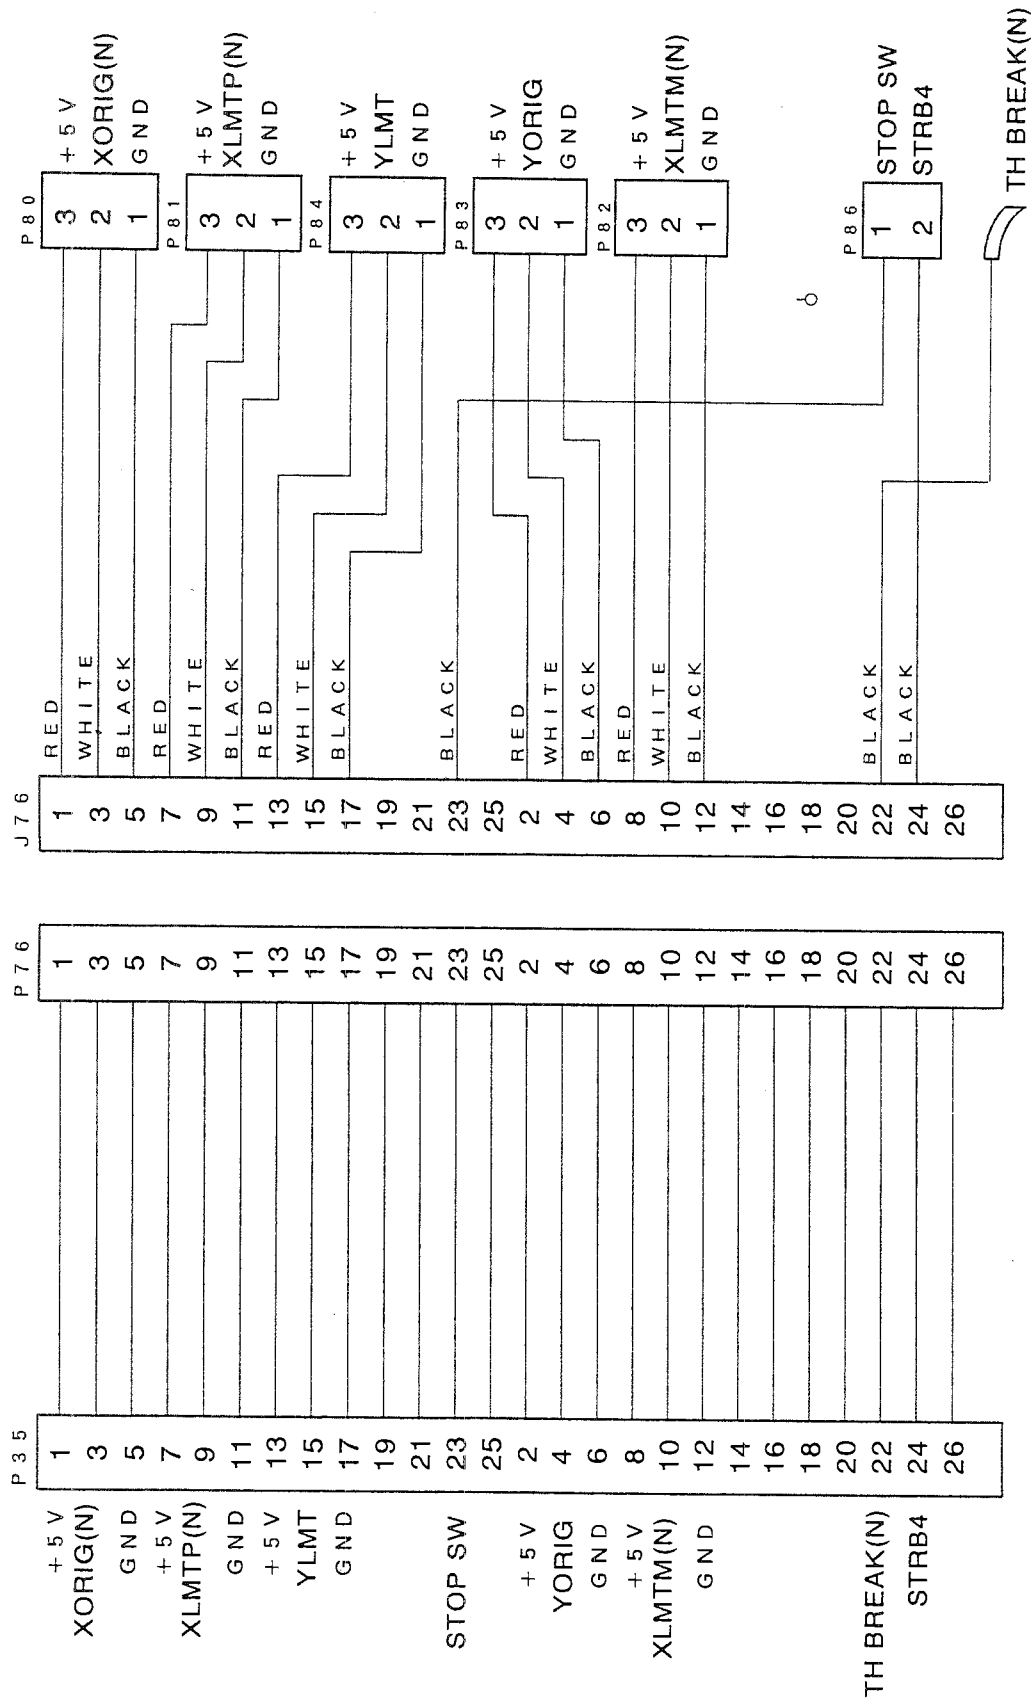 P35
+5V 1
XORIG(N) 3
GND 5
+5V 7
XLMTP(N) 9
GND 11
+5V 13
YLMT 15
GND 17
19
21
STOP SW 23
25
+5V 2
YORIG 4
GND 6
+5V 8
XLMTM(N) 10
GND 12
14
16
18
20
TH BREAK(N) 22
STRB4 24
26
P76
1
3
5
7
9
11
13
15
17
19
21
23
25
2
4
6
8
10
12
14
16
18
20
22
24
26
J76
1 RED
3 WHITE
5 BLACK
7 RED
9 WHITE
11 BLACK
13 RED
15 WHITE
17 BLACK
19
21
23 BLACK
25
2 RED
4 WHITE
6 BLACK
8 RED
10 WHITE
12 BLACK
14
16
18
20
22 BLACK
24 BLACK
26
P80
3 +5V
2 XORIG(N)
1 GND
P81
3 +5V
2 XLMTP(N)
1 GND
P84
3 +5V
2 YLMT
1 GND
P83
3 +5V
2 YORIG
1 GND
P82
3 +5V
2 XLMTM(N)
1 GND
P86
1 STOP SW
2 STRB4
TH BREAK(N)